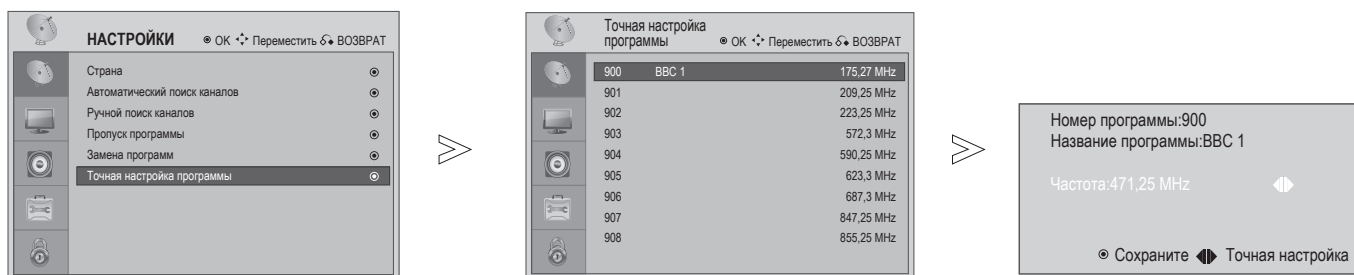 НАСТРОЙКИ OK Переместить ВОЗВРАТ
Страна
Автоматический поиск каналов
Ручной поиск каналов
Пропуск программы
Замена программ
Точная настройка программы
Точная настройка
программы OK Переместить ВОЗВРАТ
900 BBC 1 175,27 MHz
901 209,25 MHz
902 223,25 MHz
903 572,3 MHz
904 590,25 MHz
905 623,3 MHz
906 687,3 MHz
907 847,25 MHz
908 855,25 MHz
Номер программы:900
Название программы:BBC 1
Частота:471,25 MHz
Сохраните Точная настройка